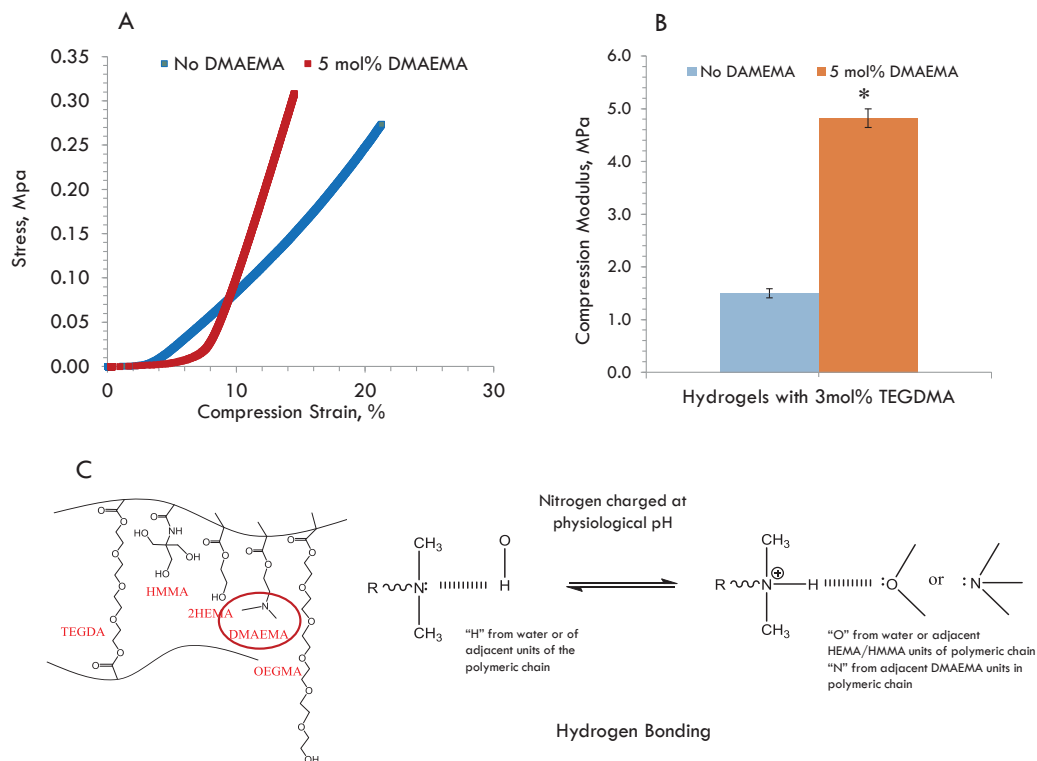 A
0.35
0.30
0.25
0.20
0.15
0.10
0.05
0.00
Stress, Mpa
No DMAEMA
5 mol% DMAEMA
0
10
20
30
Compression Strain, %
B
6.0
5.0
4.0
3.0
2.0
1.0
0.0
Compression Modulus, MPa
No DAMEMA
5 mol% DMAEMA
*
Hydrogels with 3mol% TEGDMA
C
O
O
O
O
O
O
O
O
TEGDA
O
NH
HO
OH
HO
HMMA
O
O
OH
2HEMA
O
O
N
DMAEMA
O
O
O
O
O
O
O
O
O
OH
OEGMA
CH3
R
N:
CH3
O
H
"H" from water or of
adjacent units of the
polymeric chain
Nitrogen charged at
physiological pH
CH3
R
N
⊕
H
CH3
:O
or
:N
"O" from water or adjacent
HEMA/HMMA units of polymeric chain
"N" from adjacent DMAEMA units in
polymeric chain
Hydrogen Bonding